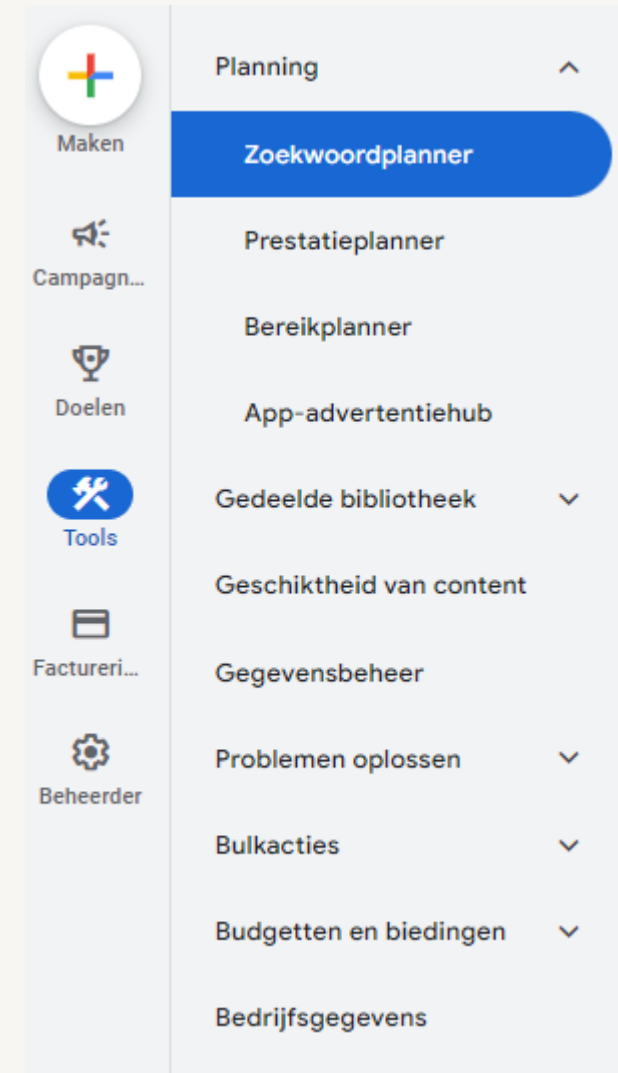 Maken
Campagn...
Doelen
Tools
Factureri...
Beheerder
Planning
Zoekwoordplanner
Prestatieplanner
Bereikplanner
App-advertentiehub
Gedeelde bibliotheek
Geschiktheid van content
Gegevensbeheer
Problemen oplossen
Bulkacties
Budgetten en biedingen
Bedrijfsgegevens